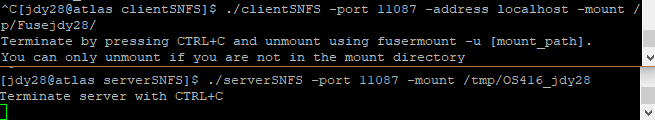 ^C[jdy28@atlas clientSNFS]$ ./clientSNFS -port 11087 -address localhost -mount /
p/Fusejdy28/
Terminate by pressing CTRL+C and unmount using fusermount -u [mount_path].
You can only unmount if you are not in the mount directory
[jdy28@atlas serverSNFS]$ ./serverSNFS -port 11087 -mount /tmp/OS416_jdy28
Terminate server with CTRL+C